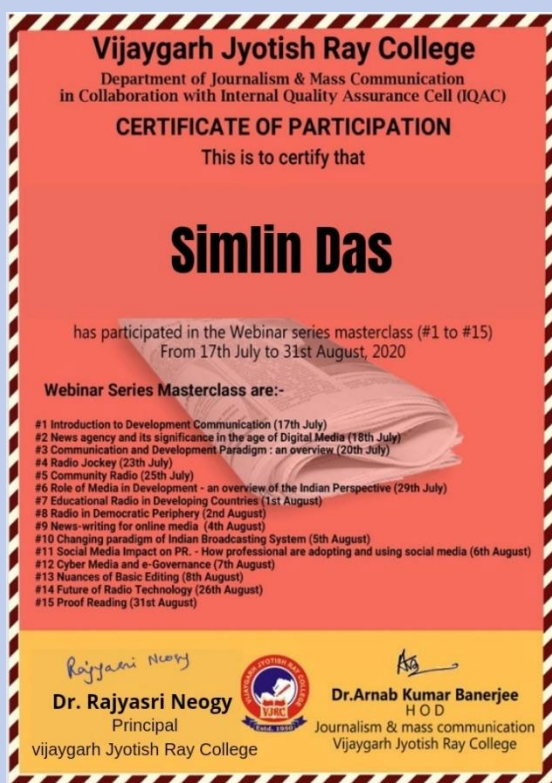 Vijaygarh Jyotish Ray College
Department of Journalism & Mass Communication
in Collaboration with Internal Quality Assurance Cell (IQAC)
CERTIFICATE OF PARTICIPATION
This is to certify that
Simlin Das
has participated in the Webinar series masterclass (#1 to #15)
From 17th July to 31st August, 2020
Webinar Series Masterclass are:-
#1 Introduction to Development Communication (17th July)
#2 News agency and its significance in the age of Digital Media (18th July)
#3 Communication and Development Paradigm : an overview (20th July)
#4 Radio Jockey (23th July)
#5 Community Radio (25th July)
#6 Role of Media in Development - an overview of the Indian Perspective (29th July)
#7 Educational Radio in Developing Countries (1st August)
#8 Radio in Democratic Periphery (2nd August)
#9 News-writing for online media (4th August)
#10 Changing paradigm of Indian Broadcasting System (5th August)
#11 Social Media Impact on PR. - How professional are adopting and using social media (6th August)
#12 Cyber Media and e-Governance (7th August)
#13 Nuances of Basic Editing (8th August)
#14 Future of Radio Technology (26th August)
#15 Proof Reading (31st August)
Rajyasri Neogy
Dr. Rajyasri Neogy
Principal
vijaygarh Jyotish Ray College
VIJAYGARH JYOTISH RAY COLLEGE
VJRC
Estd. 1950
Dr.Arnab Kumar Banerjee
H O D
Journalism & mass communication
Vijaygarh Jyotish Ray College